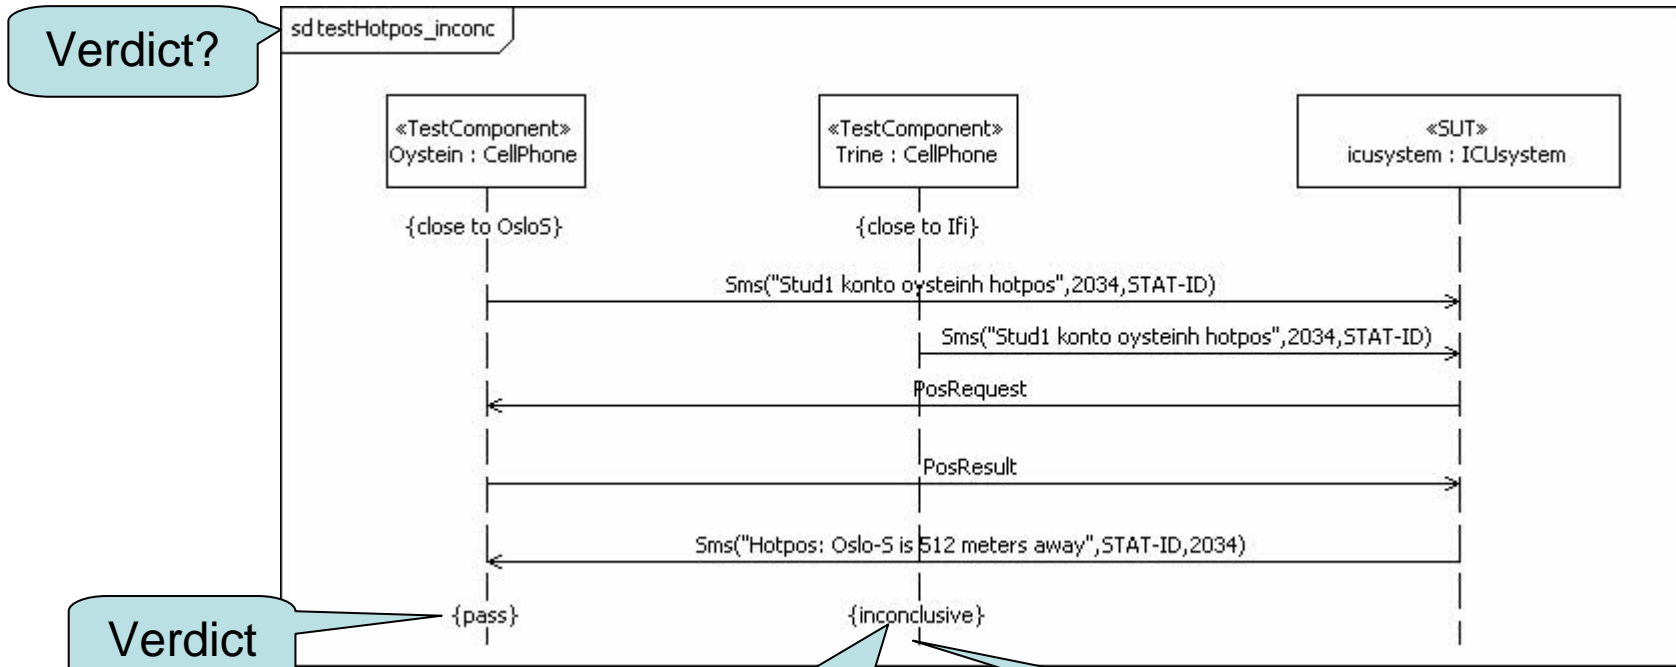 Verdict?
sd testHotpos_inconc
«TestComponent»
Oystein : CellPhone
«TestComponent»
Trine : CellPhone
«SUT»
icusystem : ICUsystem
{close to OsloS}
{close to Ifi}
Sms("Stud1 konto oysteinh hotpos",2034,STAT-ID)
Sms("Stud1 konto oysteinh hotpos",2034,STAT-ID)
PosRequest
PosResult
Sms("Hotpos: Oslo-S is 512 meters away",STAT-ID,2034)
{pass}
{inconclusive}
Verdict